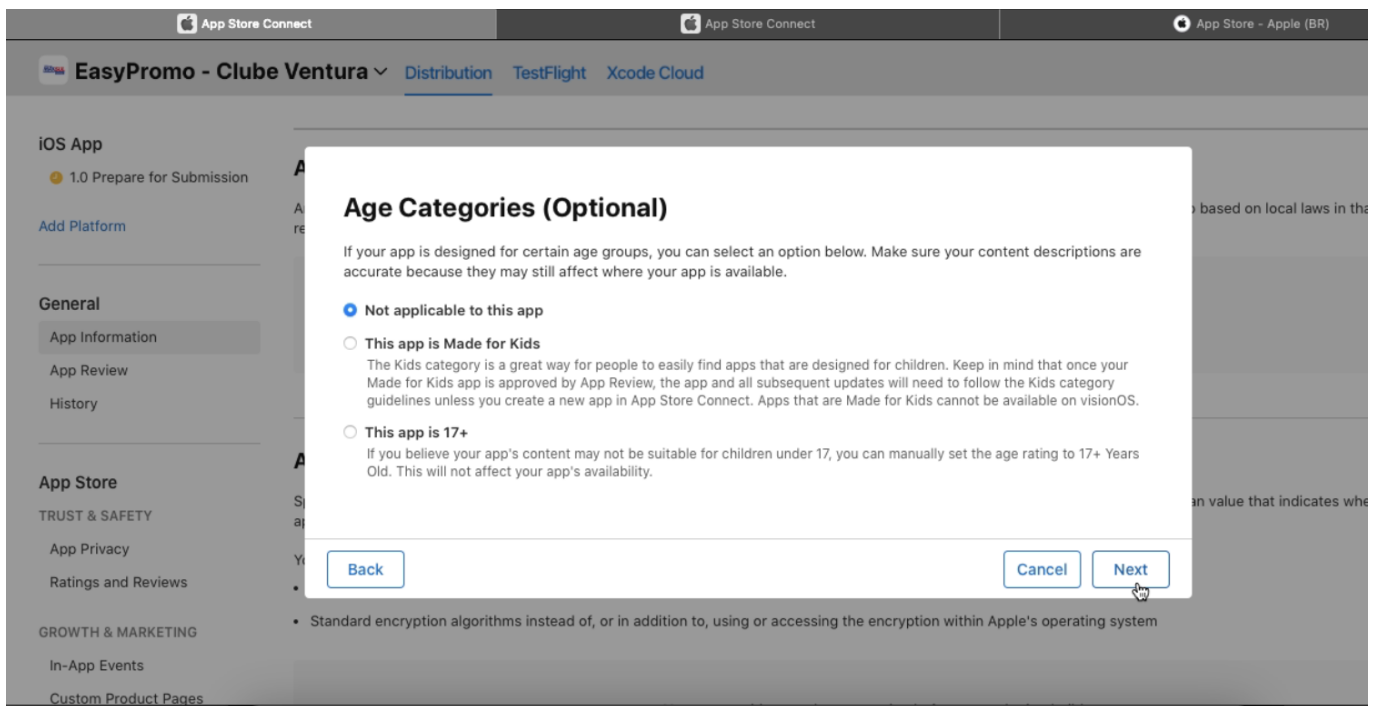 App Store Connect
App Store Connect
App Store - Apple (BR)
EasyPromo - Clube Ventura
Distribution
TestFlight
Xcode Cloud
iOS App
1.0 Prepare for Submission
Add Platform
General
App Information
App Review
History
App Store
TRUST & SAFETY
App Privacy
Ratings and Reviews
GROWTH & MARKETING
In-App Events
Custom Product Pages
based on local laws in tha
Age Categories (Optional)
If your app is designed for certain age groups, you can select an option below. Make sure your content descriptions are
accurate because they may still affect where your app is available.
Not applicable to this app
This app is Made for Kids
The Kids category is a great way for people to easily find apps that are designed for children. Keep in mind that once your
Made for Kids app is approved by App Review, the app and all subsequent updates will need to follow the Kids category
guidelines unless you create a new app in App Store Connect. Apps that are Made for Kids cannot be available on visionOS.
This app is 17+
If you believe your app's content may not be suitable for children under 17, you can manually set the age rating to 17+ Years
Old. This will not affect your app's availability.
an value that indicates whe
Back
Cancel
Next
• Standard encryption algorithms instead of, or in addition to, using or accessing the encryption within Apple's operating system